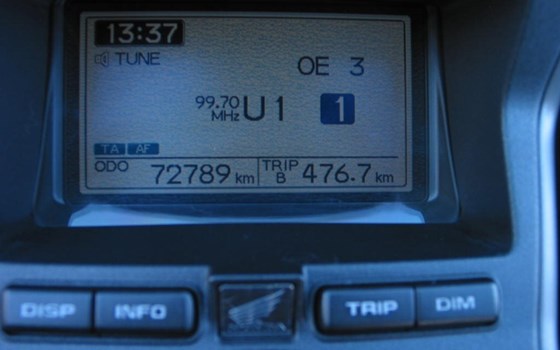 13:37
TUNE OE 3
99.70 MHz U1 1
TA AF
ODO 72789 km TRIP B 476.7 km
DISP INFO TRIP DIM